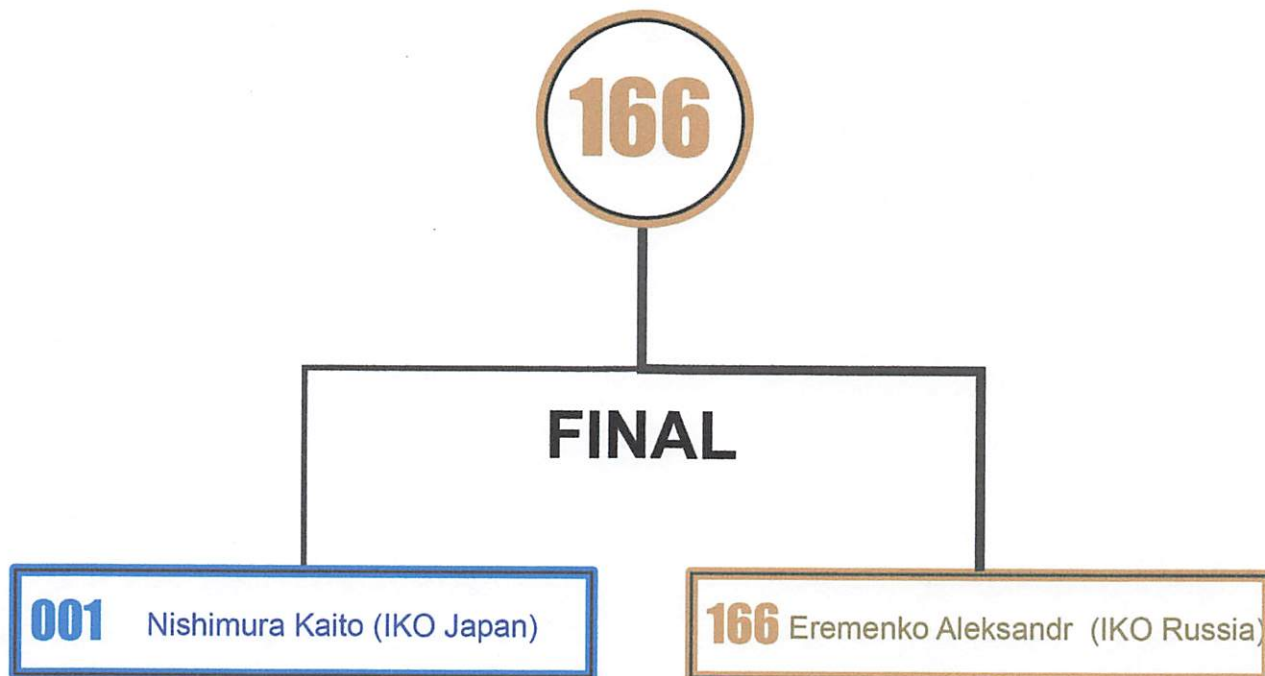 166
FINAL
001 Nishimura Kaito (IKO Japan)
166 Eremenko Aleksandr (IKO Russia)